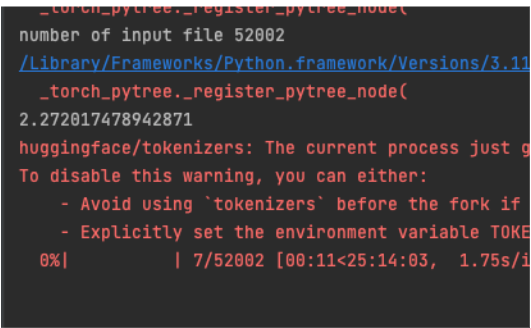 _torch_pytree._register_pytree_node(
number of input file 52002
/Library/Frameworks/Python.framework/Versions/3.11
_torch_pytree._register_pytree_node(
2.272017478942871
huggingface/tokenizers: The current process just g
To disable this warning, you can either:
- Avoid using `tokenizers` before the fork if
- Explicitly set the environment variable TOKE
0%| | 7/52002 [00:11<25:14:03, 1.75s/i